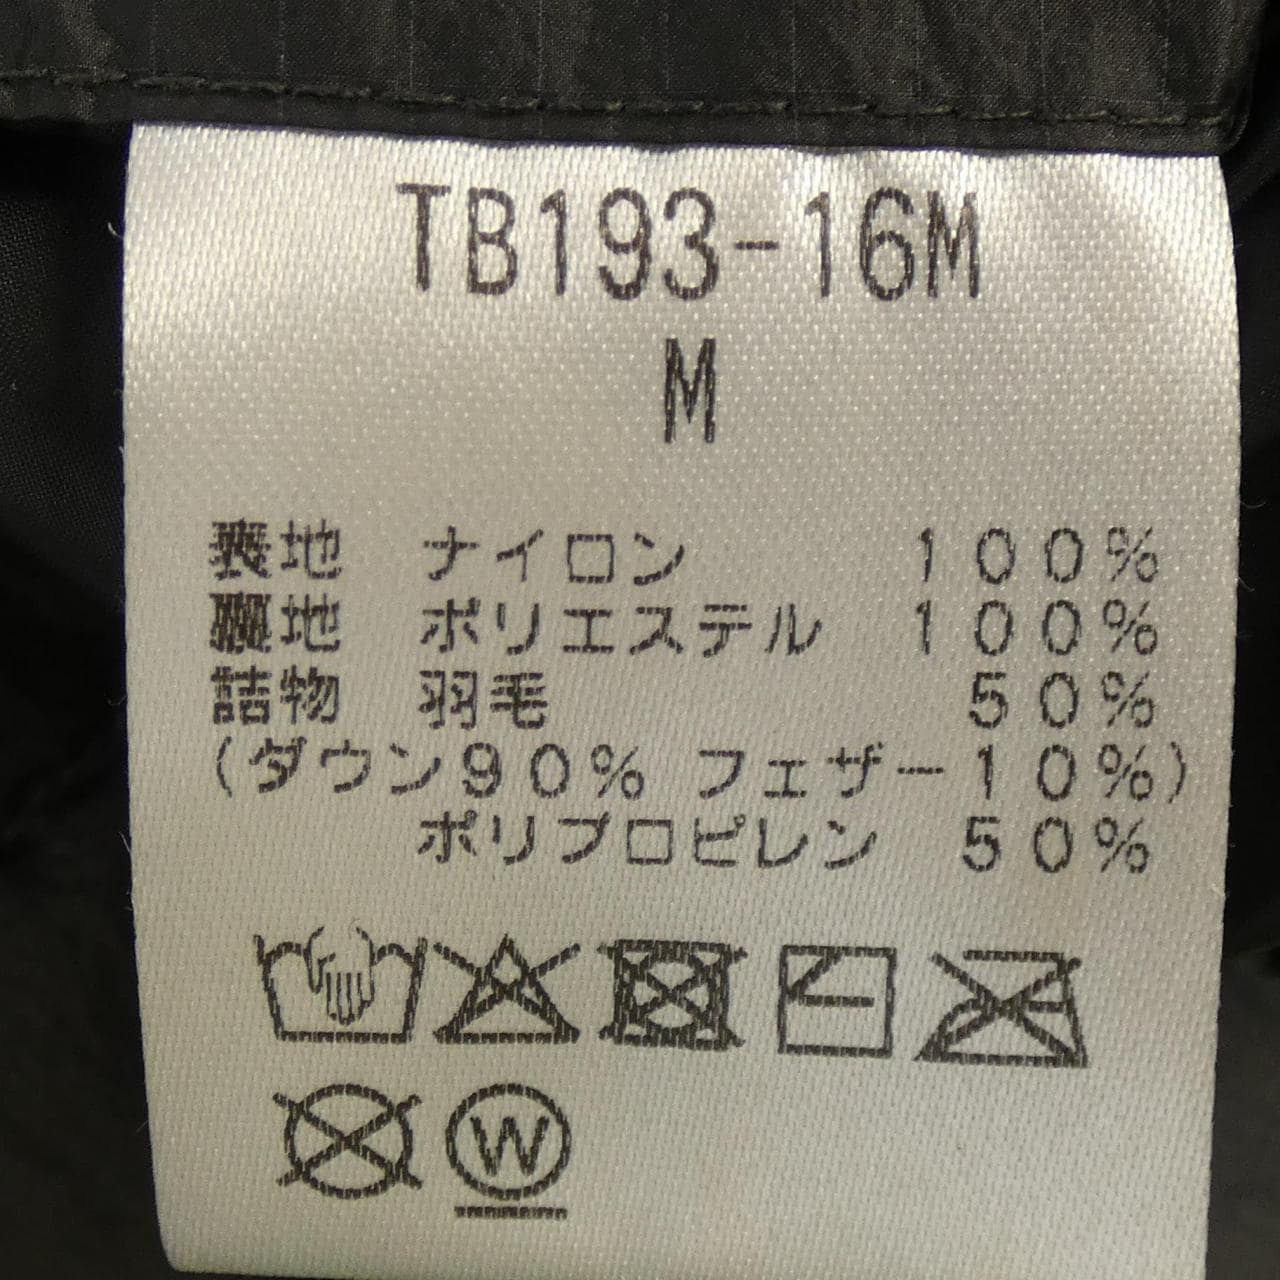 TB193-16M
M
表地 ナイロン 100%
裏地 ポリエステル 100%
詰物 羽毛 50%
(ダウン90% フェザー10%)
ポリプロピレン 50%
W